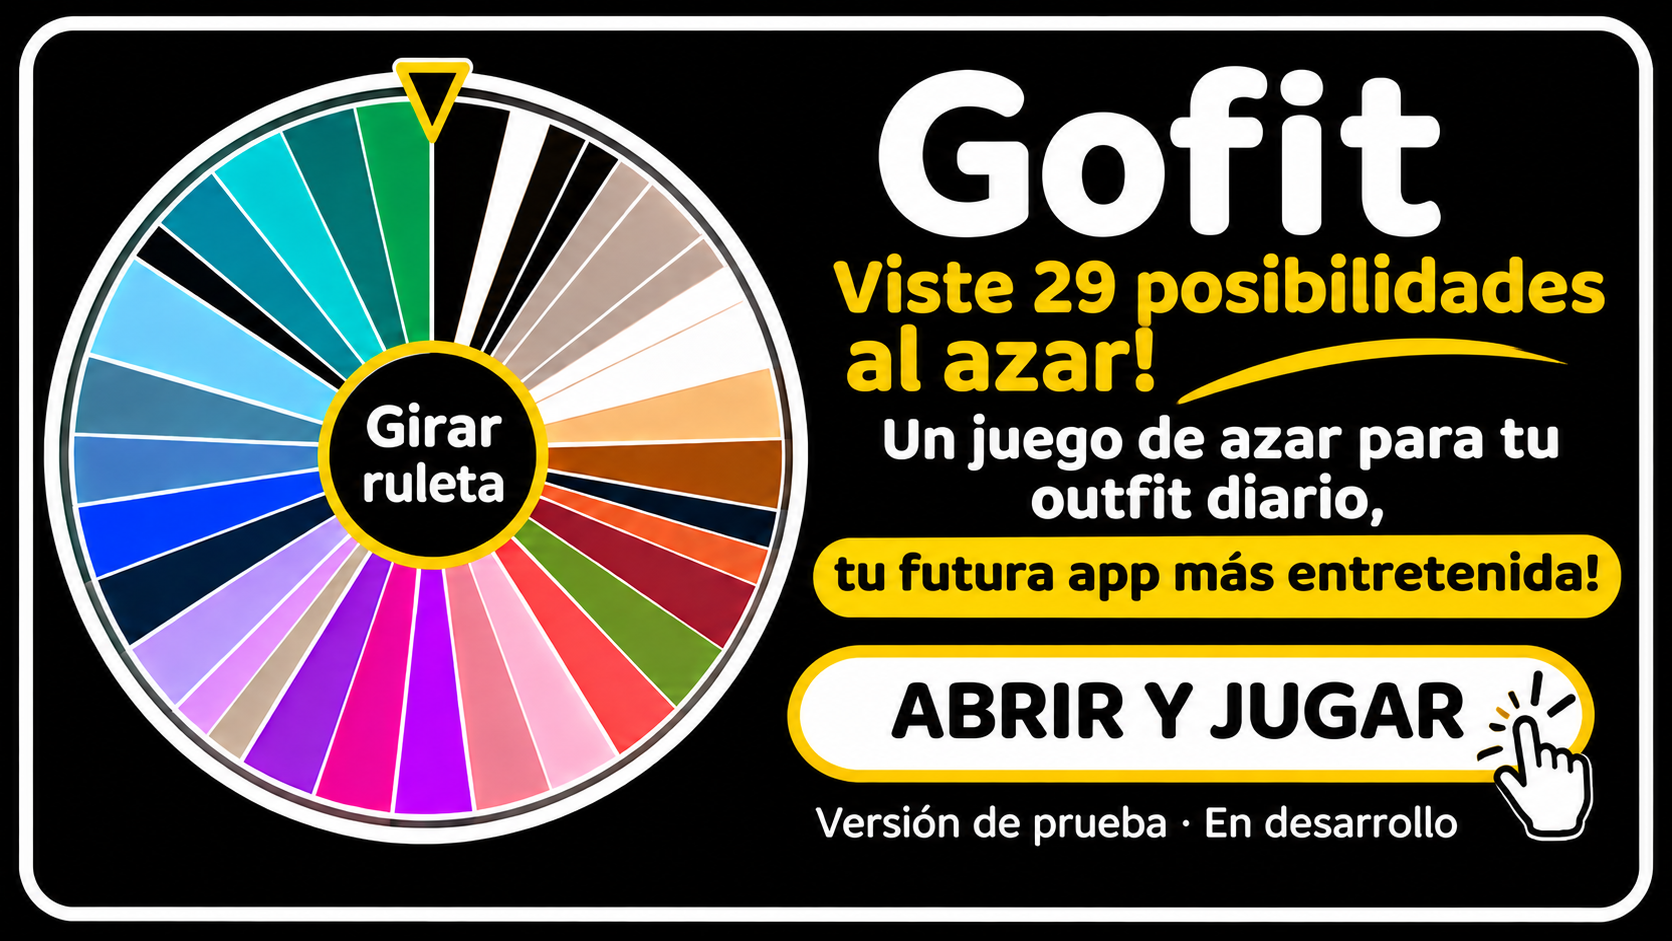 Gofit
Viste 29 posibilidades
al azar!
Un juego de azar para tu
outfit diario,
tu futura app más entretenida!
Girar
ruleta
ABRIR Y JUGAR
Versión de prueba · En desarrollo